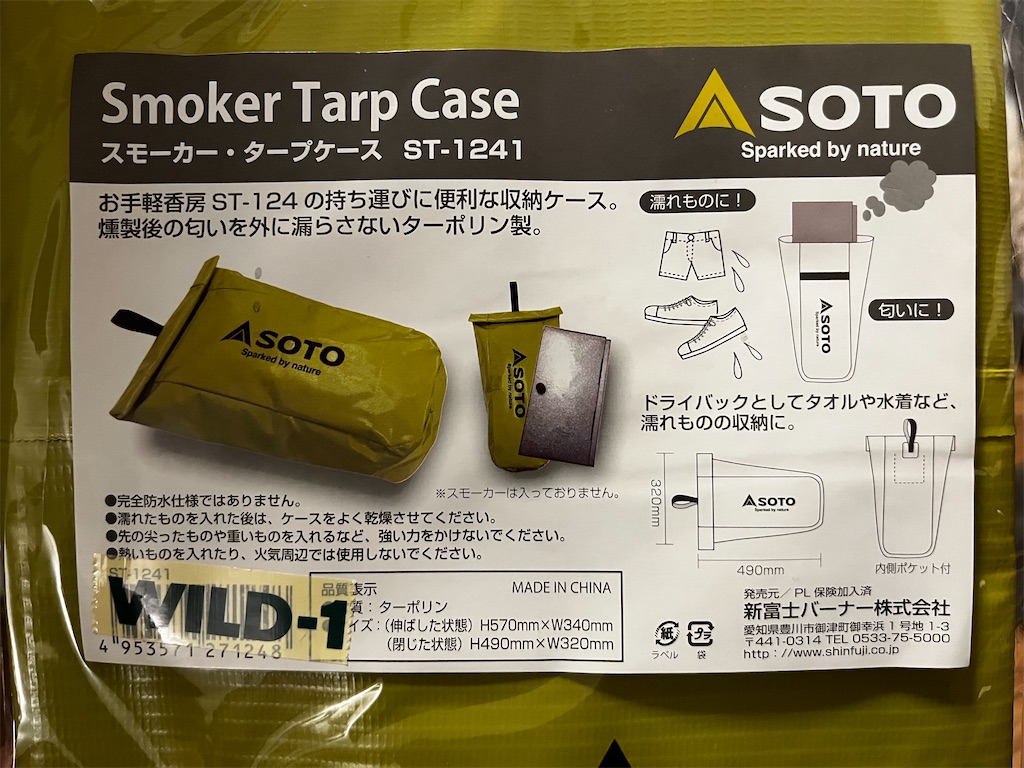 Smoker Tarp Case
スモーカー・タープケース ST-1241
SOTO
Sparked by nature
お手軽香房 ST-124 の持ち運びに便利な収納ケース。
燻製後の匂いを外に漏らさないターポリン製。
SOTO
Sparked by nature
SOTO
Sparked by nature
※スモーカーは入っておりません。
濡れものに！
匂いに！
SOTO
Sparked by nature
ドライバックとしてタオルや水着など、
濡れものの収納に。
320mm
SOTO
Sparked by nature
490mm
内側ポケット付
●完全防水仕様ではありません。
●濡れたものを入れた後は、ケースをよく乾燥させてください。
●先の尖ったものや重いものを入れるなど、強い力をかけないでください。
●熱いものを入れたり、火気周辺では使用しないでください。
ST-1241
WILD-1
4 953571 271248
品質表示 MADE IN CHINA
質：ターポリン
イズ：（伸ばした状態）H570mm×W340mm
（閉じた状態）H490mm×W320mm
紙
ラベル
プラ
袋
発売元／PL保険加入済
新富士バーナー株式会社
愛知県豊川市御津町御幸浜1号地1-3
〒441-0314 TEL 0533-75-5000
http://www.shinfuji.co.jp